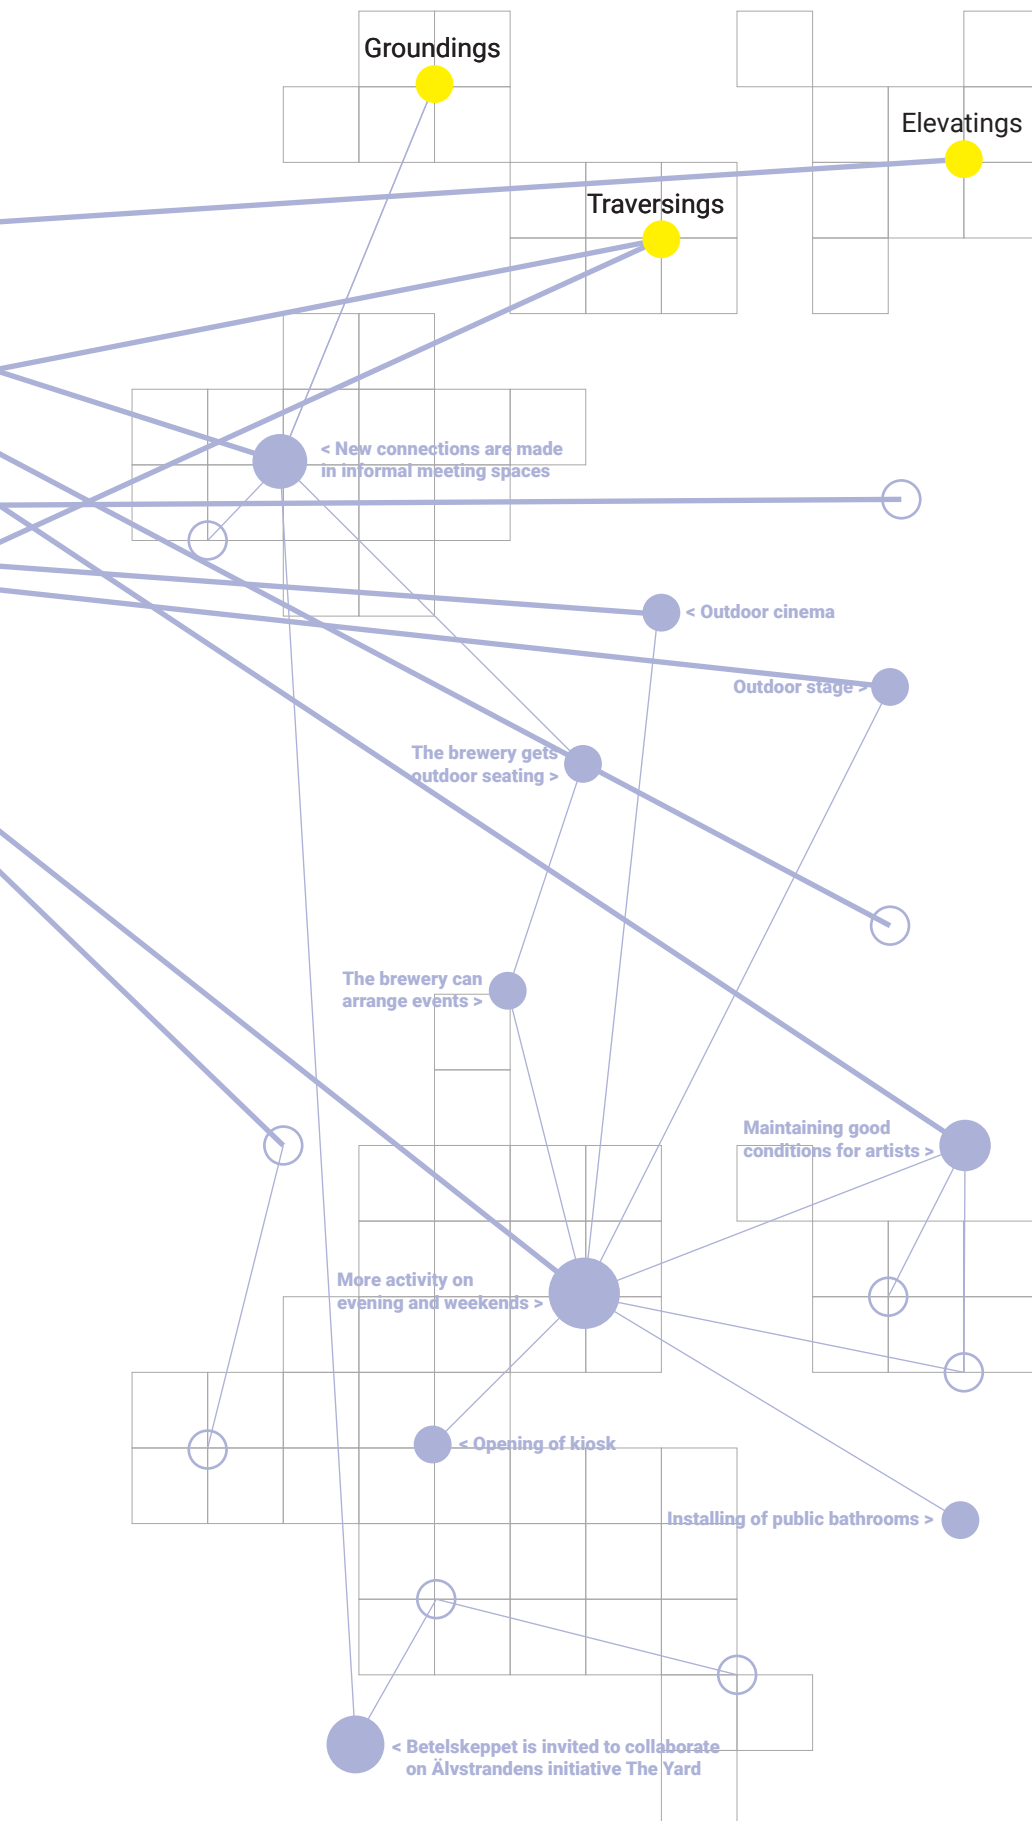 Groundings
Elevatings
Traversings
< New connections are made
in informal meeting spaces
< Outdoor cinema
Outdoor stage >
The brewery gets
outdoor seating >
The brewery can
arrange events >
Maintaining good
conditions for artists >
More activity on
evening and weekends >
< Opening of kiosk
Installing of public bathrooms >
< Betelskeppet is invited to collaborate
on Älvstrandens initiative The Yard